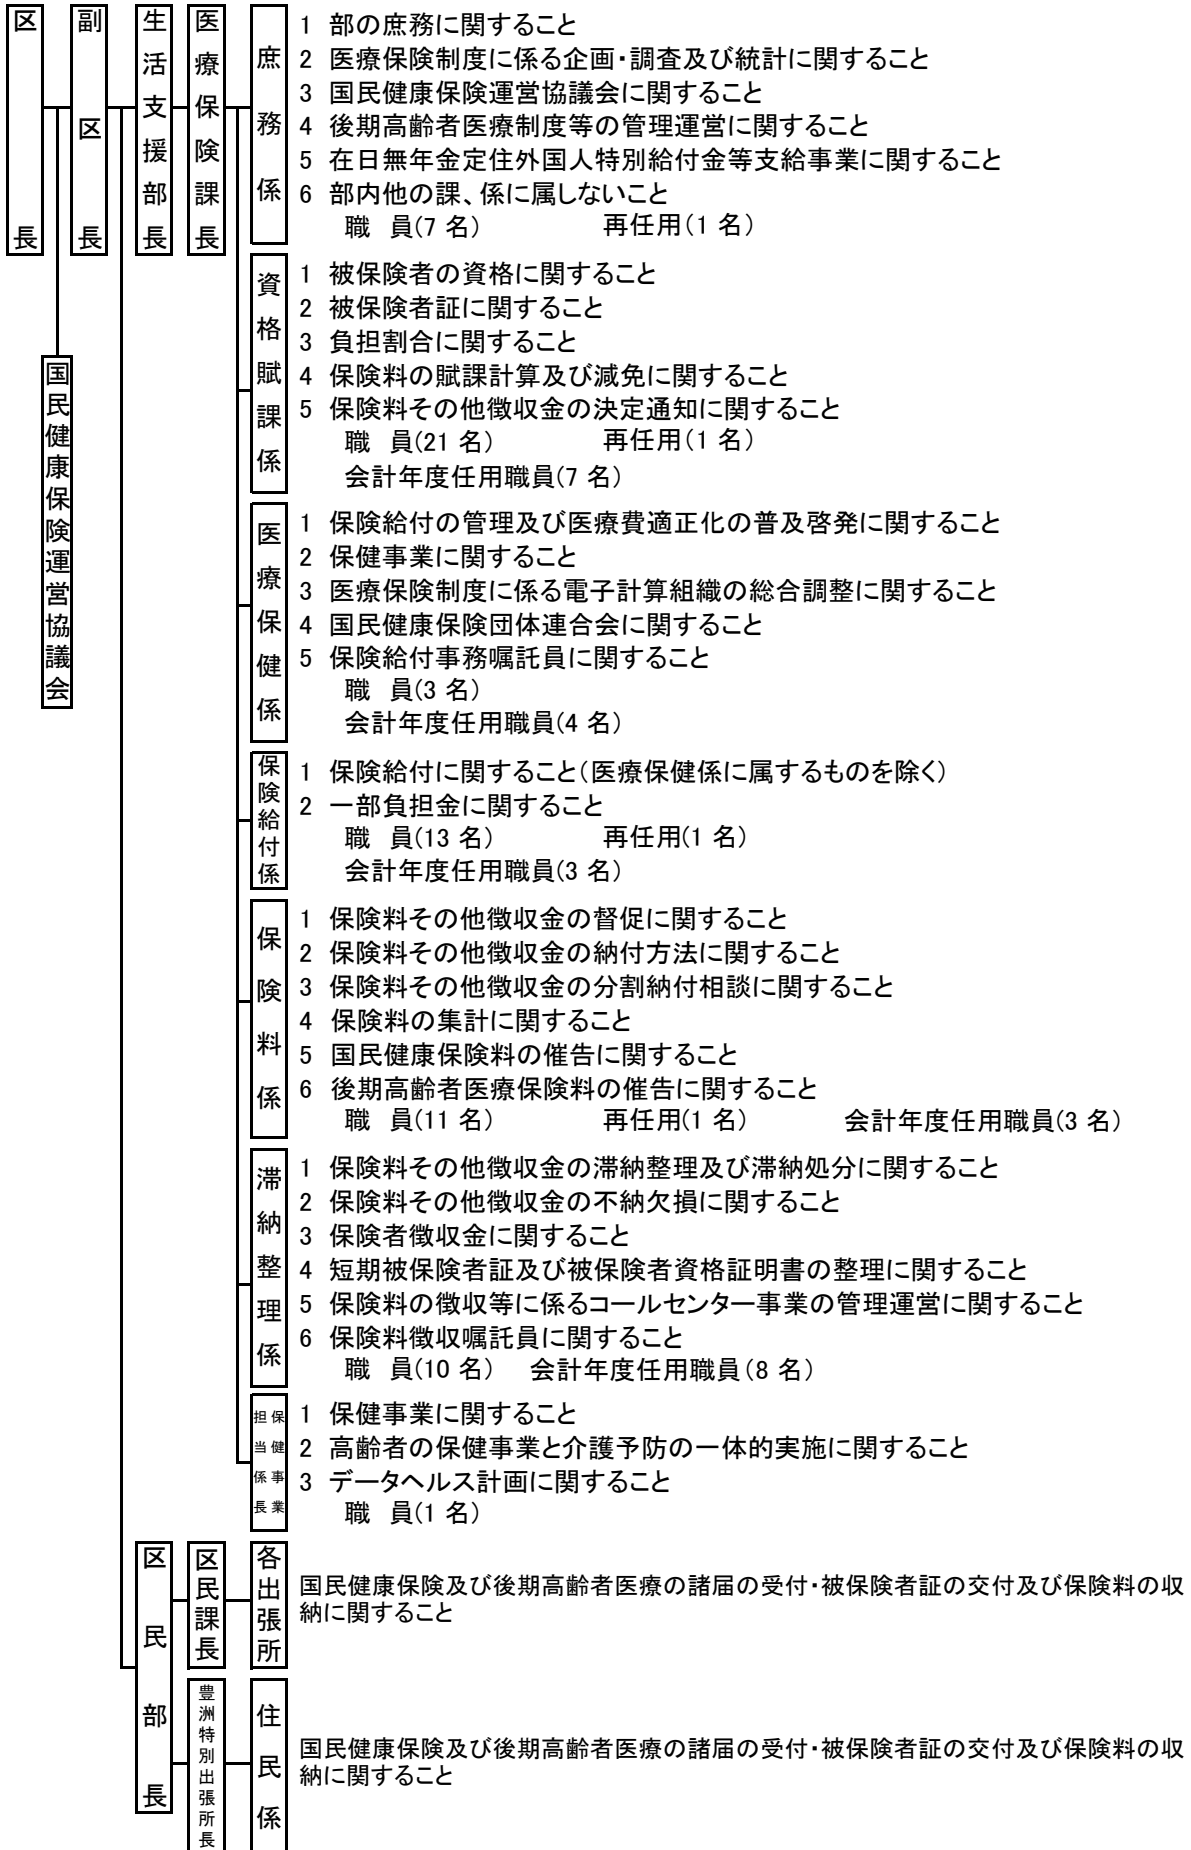 区長
副区長
生活支援部長
医療保険課長
国民健康保険運営協議会
庶務係
1 部の庶務に関すること
2 医療保険制度に係る企画・調査及び統計に関すること
3 国民健康保険運営協議会に関すること
4 後期高齢者医療制度等の管理運営に関すること
5 在日無年金定住外国人特別給付金等支給事業に関すること
6 部内他の課、係に属しないこと
職 員(7 名) 再任用(1 名)
資格賦課係
1 被保険者の資格に関すること
2 被保険者証に関すること
3 負担割合に関すること
4 保険料の賦課計算及び減免に関すること
5 保険料その他徴収金の決定通知に関すること
職 員(21 名) 再任用(1 名)
会計年度任用職員(7 名)
医療保健係
1 保険給付の管理及び医療費適正化の普及啓発に関すること
2 保健事業に関すること
3 医療保険制度に係る電子計算組織の総合調整に関すること
4 国民健康保険団体連合会に関すること
5 保険給付事務嘱託員に関すること
職 員(3 名)
会計年度任用職員(4 名)
保険給付係
1 保険給付に関すること(医療保健係に属するものを除く)
2 一部負担金に関すること
職 員(13 名) 再任用(1 名)
会計年度任用職員(3 名)
保険料係
1 保険料その他徴収金の督促に関すること
2 保険料その他徴収金の納付方法に関すること
3 保険料その他徴収金の分割納付相談に関すること
4 保険料の集計に関すること
5 国民健康保険料の催告に関すること
6 後期高齢者医療保険料の催告に関すること
職 員(11 名) 再任用(1 名) 会計年度任用職員(3 名)
滞納整理係
1 保険料その他徴収金の滞納整理及び滞納処分に関すること
2 保険料その他徴収金の不納欠損に関すること
3 保険者徴収金に関すること
4 短期被保険者証及び被保険者資格証明書の整理に関すること
5 保険料の徴収等に係るコールセンター事業の管理運営に関すること
6 保険料徴収嘱託員に関すること
職 員(10 名) 会計年度任用職員(8 名)
保健事業
担当係長
1 保健事業に関すること
2 高齢者の保健事業と介護予防の一体的実施に関すること
3 データヘルス計画に関すること
職 員(1 名)
区民部長
区民課長
各出張所
国民健康保険及び後期高齢者医療の諸届の受付・被保険者証の交付及び保険料の収
納に関すること
豊洲特別出張所長
住民係
国民健康保険及び後期高齢者医療の諸届の受付・被保険者証の交付及び保険料の収
納に関すること